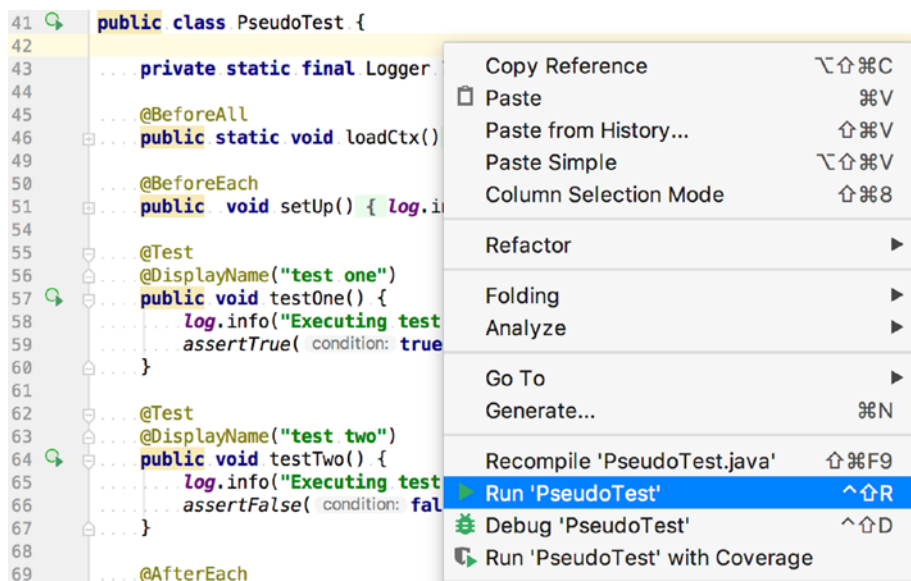 41 public class PseudoTest {
42
43 private static final Logger
44
45 @BeforeAll
46 public static void loadCtx()
49
50 @BeforeEach
51 public void setUp() { log.in
54
55 @Test
56 @DisplayName("test one")
57 public void testOne() {
58 log.info("Executing test
59 assertTrue( condition: true
60 }
61
62 @Test
63 @DisplayName("test two")
64 public void testTwo() {
65 log.info("Executing test
66 assertFalse( condition: fal
67 }
68
69 @AfterEach
Copy Reference ⌥⇧⌘C
Paste ⌘V
Paste from History... ⇧⌘V
Paste Simple ⌥⇧⌘V
Column Selection Mode ⇧⌘8
Refactor
Folding
Analyze
Go To
Generate... ⌘N
Recompile 'PseudoTest.java' ⇧⌘F9
Run 'PseudoTest' ^⇧R
Debug 'PseudoTest' ^⇧D
Run 'PseudoTest' with Coverage